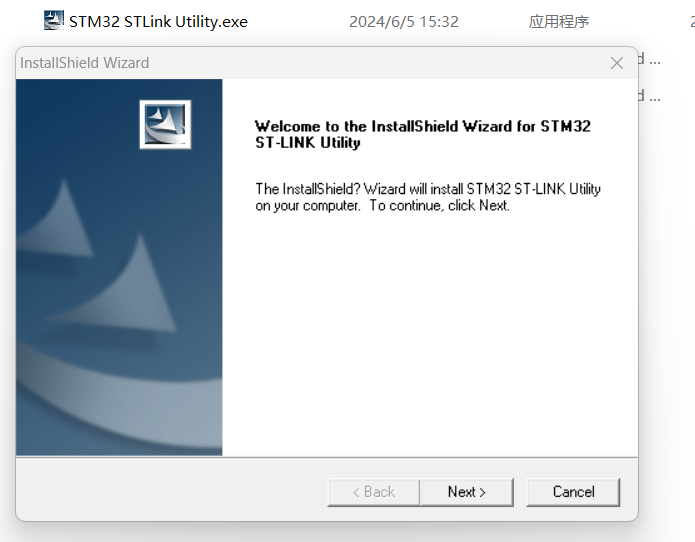 STM32 STLink Utility.exe 2024/6/5 15:32 应用程序
InstallShield Wizard
Welcome to the InstallShield Wizard for STM32
ST-LINK Utility
The InstallShield? Wizard will install STM32 ST-LINK Utility
on your computer. To continue, click Next.
< Back Next > Cancel